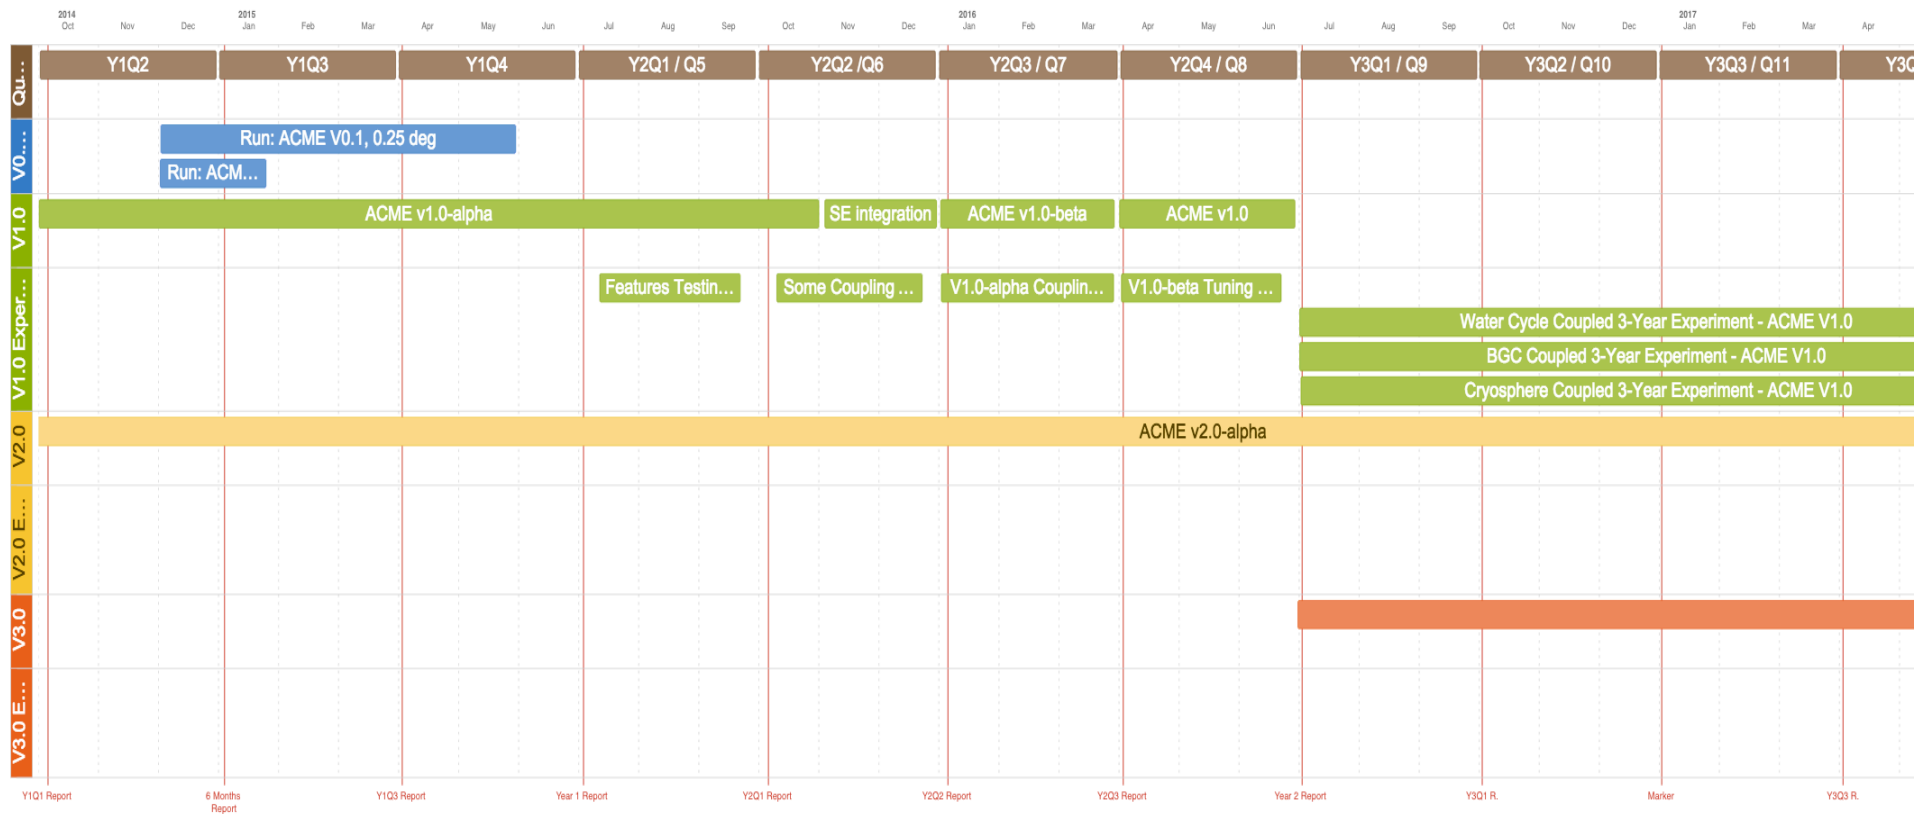 2014 2015 2016 2017
Oct Nov Dec Jan Feb Mar Apr May Jun Jul Aug Sep Oct Nov Dec Jan Feb Mar Apr May Jun Jul Aug Sep Oct Nov Dec Jan Feb Mar Apr
Qu...
Y1Q2 Y1Q3 Y1Q4 Y2Q1 / Q5 Y2Q2 /Q6 Y2Q3 / Q7 Y2Q4 / Q8 Y3Q1 / Q9 Y3Q2 / Q10 Y3Q3 / Q11 Y3Q
V0....
Run: ACME V0.1, 0.25 deg
Run: ACM...
V1.0
ACME v1.0-alpha SE integration ACME v1.0-beta ACME v1.0
V1.0 Exper...
Features Testin... Some Coupling ... V1.0-alpha Couplin... V1.0-beta Tuning ...
Water Cycle Coupled 3-Year Experiment - ACME V1.0
BGC Coupled 3-Year Experiment - ACME V1.0
Cryosphere Coupled 3-Year Experiment - ACME V1.0
V2.0
ACME v2.0-alpha
V2.0 E...
V3.0
V3.0 E...
Y1Q1 Report 6 Months Y1Q3 Report Year 1 Report Y2Q1 Report Y2Q2 Report Y2Q3 Report Year 2 Report Y3Q1 R. Marker Y3Q3 R.
Report